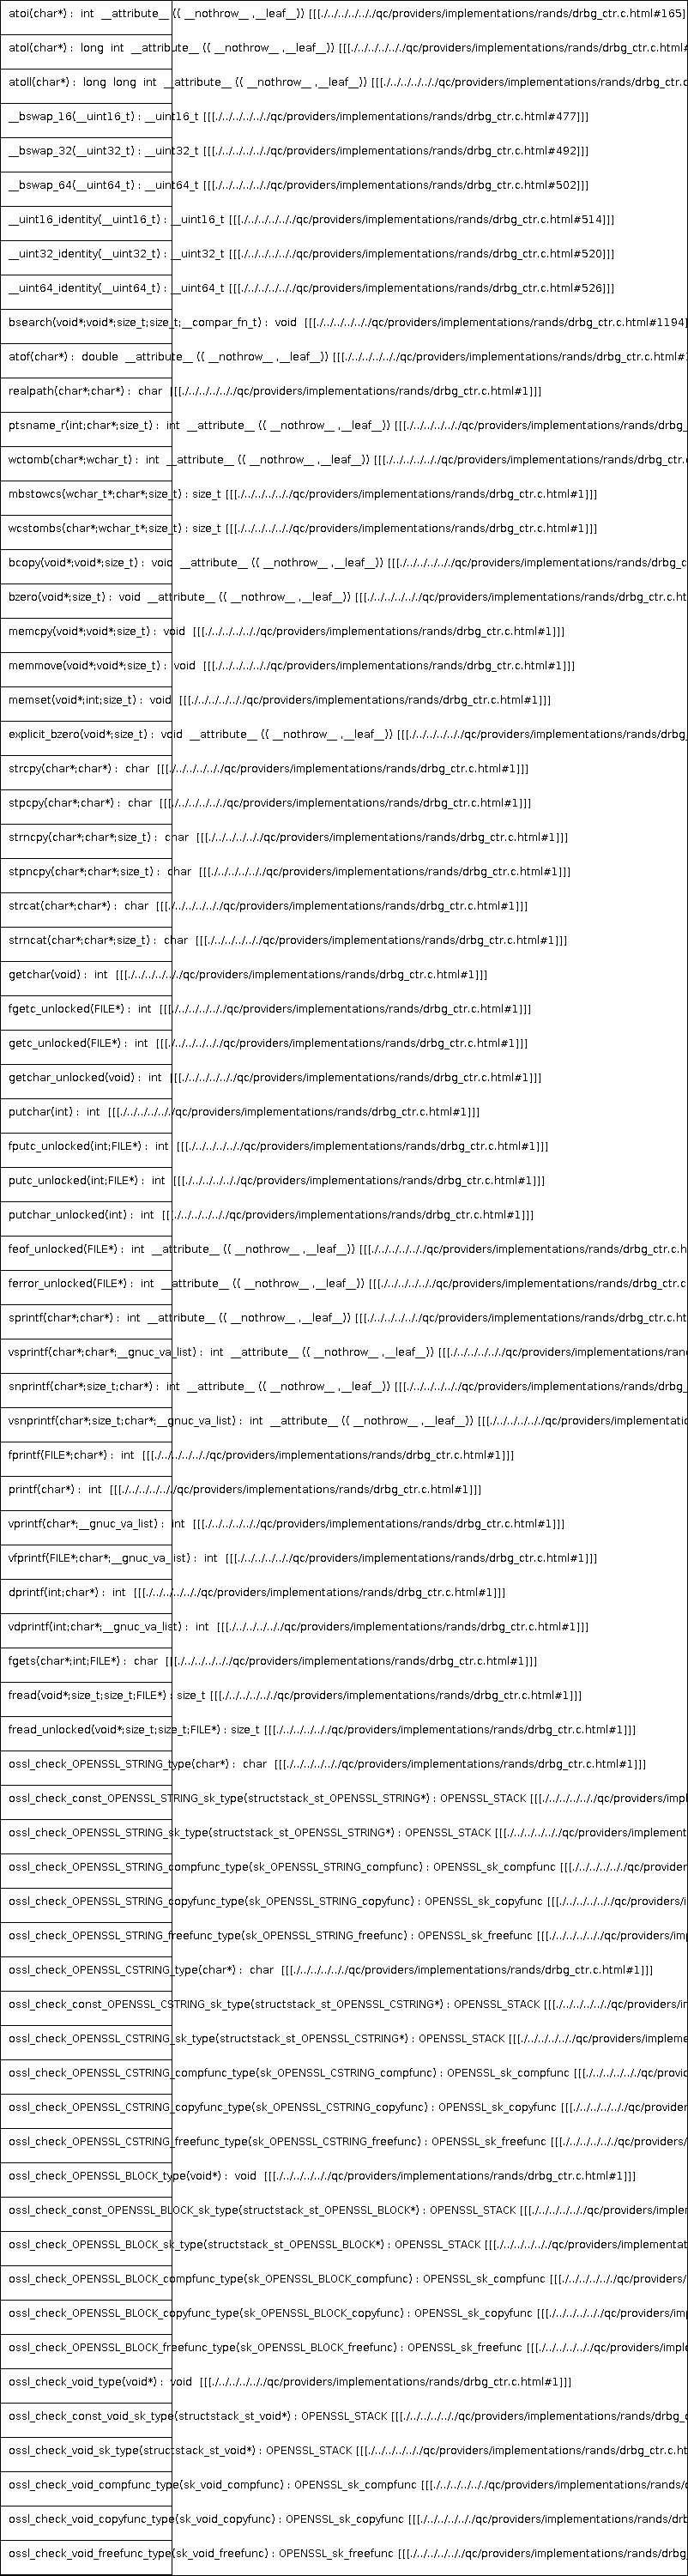 atoi(char*) : int __attribute__ (( __nothrow__ ,__leaf__)) [[[./../../../../qc/providers/implementations/rands/drbg_ctr.c.html#165]
atol(char*) : long int __attribute__ (( __nothrow__ ,__leaf__)) [[[./../../../../qc/providers/implementations/rands/drbg_ctr.c.html#
atoll(char*) : long long int __attribute__ (( __nothrow__ ,__leaf__)) [[[./../../../../qc/providers/implementations/rands/drbg_ctr.c
__bswap_16(__uint16_t) : __uint16_t [[[./../../../../qc/providers/implementations/rands/drbg_ctr.c.html#477]]]
__bswap_32(__uint32_t) : __uint32_t [[[./../../../../qc/providers/implementations/rands/drbg_ctr.c.html#492]]]
__bswap_64(__uint64_t) : __uint64_t [[[./../../../../qc/providers/implementations/rands/drbg_ctr.c.html#502]]]
__uint16_identity(__uint16_t) : __uint16_t [[[./../../../../qc/providers/implementations/rands/drbg_ctr.c.html#514]]]
__uint32_identity(__uint32_t) : __uint32_t [[[./../../../../qc/providers/implementations/rands/drbg_ctr.c.html#520]]]
__uint64_identity(__uint64_t) : __uint64_t [[[./../../../../qc/providers/implementations/rands/drbg_ctr.c.html#526]]]
bsearch(void*;void*;size_t;size_t;__compar_fn_t) : void [[[./../../../../qc/providers/implementations/rands/drbg_ctr.c.html#1194]
atof(char*) : double __attribute__ (( __nothrow__ ,__leaf__)) [[[./../../../../qc/providers/implementations/rands/drbg_ctr.c.html#1
realpath(char*;char*) : char [[[./../../../../qc/providers/implementations/rands/drbg_ctr.c.html#1]]]
ptsname_r(int;char*;size_t) : int __attribute__ (( __nothrow__ ,__leaf__)) [[[./../../../../qc/providers/implementations/rands/drbg_
wctomb(char*;wchar_t) : int __attribute__ (( __nothrow__ ,__leaf__)) [[[./../../../../qc/providers/implementations/rands/drbg_ctr.c
mbstowcs(wchar_t*;char*;size_t) : size_t [[[./../../../../qc/providers/implementations/rands/drbg_ctr.c.html#1]]]
wcstombs(char*;wchar_t*;size_t) : size_t [[[./../../../../qc/providers/implementations/rands/drbg_ctr.c.html#1]]]
bcopy(void*;void*;size_t) : void __attribute__ (( __nothrow__ ,__leaf__)) [[[./../../../../qc/providers/implementations/rands/drbg_c
bzero(void*;size_t) : void __attribute__ (( __nothrow__ ,__leaf__)) [[[./../../../../qc/providers/implementations/rands/drbg_ctr.c.ht
memcpy(void*;void*;size_t) : void [[[./../../../../qc/providers/implementations/rands/drbg_ctr.c.html#1]]]
memmove(void*;void*;size_t) : void [[[./../../../../qc/providers/implementations/rands/drbg_ctr.c.html#1]]]
memset(void*;int;size_t) : void [[[./../../../../qc/providers/implementations/rands/drbg_ctr.c.html#1]]]
explicit_bzero(void*;size_t) : void __attribute__ (( __nothrow__ ,__leaf__)) [[[./../../../../qc/providers/implementations/rands/drbg_
strcpy(char*;char*) : char [[[./../../../../qc/providers/implementations/rands/drbg_ctr.c.html#1]]]
stpcpy(char*;char*) : char [[[./../../../../qc/providers/implementations/rands/drbg_ctr.c.html#1]]]
strncpy(char*;char*;size_t) : char [[[./../../../../qc/providers/implementations/rands/drbg_ctr.c.html#1]]]
stpncpy(char*;char*;size_t) : char [[[./../../../../qc/providers/implementations/rands/drbg_ctr.c.html#1]]]
strcat(char*;char*) : char [[[./../../../../qc/providers/implementations/rands/drbg_ctr.c.html#1]]]
strncat(char*;char*;size_t) : char [[[./../../../../qc/providers/implementations/rands/drbg_ctr.c.html#1]]]
getchar(void) : int [[[./../../../../qc/providers/implementations/rands/drbg_ctr.c.html#1]]]
fgetc_unlocked(FILE*) : int [[[./../../../../qc/providers/implementations/rands/drbg_ctr.c.html#1]]]
getc_unlocked(FILE*) : int [[[./../../../../qc/providers/implementations/rands/drbg_ctr.c.html#1]]]
getchar_unlocked(void) : int [[[./../../../../qc/providers/implementations/rands/drbg_ctr.c.html#1]]]
putchar(int) : int [[[./../../../../qc/providers/implementations/rands/drbg_ctr.c.html#1]]]
fputc_unlocked(int;FILE*) : int [[[./../../../../qc/providers/implementations/rands/drbg_ctr.c.html#1]]]
putc_unlocked(int;FILE*) : int [[[./../../../../qc/providers/implementations/rands/drbg_ctr.c.html#1]]]
putchar_unlocked(int) : int [[[./../../../../qc/providers/implementations/rands/drbg_ctr.c.html#1]]]
feof_unlocked(FILE*) : int __attribute__ (( __nothrow__ ,__leaf__)) [[[./../../../../qc/providers/implementations/rands/drbg_ctr.c.h
ferror_unlocked(FILE*) : int __attribute__ (( __nothrow__ ,__leaf__)) [[[./../../../../qc/providers/implementations/rands/drbg_ctr.c
sprintf(char*;char*) : int __attribute__ (( __nothrow__ ,__leaf__)) [[[./../../../../qc/providers/implementations/rands/drbg_ctr.c.ht
vsprintf(char*;char*;__gnuc_va_list) : int __attribute__ (( __nothrow__ ,__leaf__)) [[[./../../../../qc/providers/implementations/ran
snprintf(char*;size_t;char*) : int __attribute__ (( __nothrow__ ,__leaf__)) [[[./../../../../qc/providers/implementations/rands/drbg_
vsnprintf(char*;size_t;char*;__gnuc_va_list) : int __attribute__ (( __nothrow__ ,__leaf__)) [[[./../../../../qc/providers/implementatio
fprintf(FILE*;char*) : int [[[./../../../../qc/providers/implementations/rands/drbg_ctr.c.html#1]]]
printf(char*) : int [[[./../../../../qc/providers/implementations/rands/drbg_ctr.c.html#1]]]
vprintf(char*;__gnuc_va_list) : int [[[./../../../../qc/providers/implementations/rands/drbg_ctr.c.html#1]]]
vfprintf(FILE*;char*;__gnuc_va_list) : int [[[./../../../../qc/providers/implementations/rands/drbg_ctr.c.html#1]]]
dprintf(int;char*) : int [[[./../../../../qc/providers/implementations/rands/drbg_ctr.c.html#1]]]
vdprintf(int;char*;__gnuc_va_list) : int [[[./../../../../qc/providers/implementations/rands/drbg_ctr.c.html#1]]]
fgets(char*;int;FILE*) : char [[[./../../../../qc/providers/implementations/rands/drbg_ctr.c.html#1]]]
fread(void*;size_t;size_t;FILE*) : size_t [[[./../../../../qc/providers/implementations/rands/drbg_ctr.c.html#1]]]
fread_unlocked(void*;size_t;size_t;FILE*) : size_t [[[./../../../../qc/providers/implementations/rands/drbg_ctr.c.html#1]]]
ossl_check_OPENSSL_STRING_type(char*) : char [[[./../../../../qc/providers/implementations/rands/drbg_ctr.c.html#1]]]
ossl_check_const_OPENSSL_STRING_sk_type(structstack_st_OPENSSL_STRING*) : OPENSSL_STACK [[[./../../../../qc/providers/impl
ossl_check_OPENSSL_STRING_sk_type(structstack_st_OPENSSL_STRING*) : OPENSSL_STACK [[[./../../../../qc/providers/implement
ossl_check_OPENSSL_STRING_compfunc_type(sk_OPENSSL_STRING_compfunc) : OPENSSL_sk_compfunc [[[./../../../../qc/provider
ossl_check_OPENSSL_STRING_copyfunc_type(sk_OPENSSL_STRING_copyfunc) : OPENSSL_sk_copyfunc [[[./../../../../qc/providers/i
ossl_check_OPENSSL_STRING_freefunc_type(sk_OPENSSL_STRING_freefunc) : OPENSSL_sk_freefunc [[[./../../../../qc/providers/im
ossl_check_OPENSSL_CSTRING_type(char*) : char [[[./../../../../qc/providers/implementations/rands/drbg_ctr.c.html#1]]]
ossl_check_const_OPENSSL_CSTRING_sk_type(structstack_st_OPENSSL_CSTRING*) : OPENSSL_STACK [[[./../../../../qc/providers/i
ossl_check_OPENSSL_CSTRING_sk_type(structstack_st_OPENSSL_CSTRING*) : OPENSSL_STACK [[[./../../../../qc/providers/impleme
ossl_check_OPENSSL_CSTRING_compfunc_type(sk_OPENSSL_CSTRING_compfunc) : OPENSSL_sk_compfunc [[[./../../../../qc/provid
ossl_check_OPENSSL_CSTRING_copyfunc_type(sk_OPENSSL_CSTRING_copyfunc) : OPENSSL_sk_copyfunc [[[./../../../../qc/provider
ossl_check_OPENSSL_CSTRING_freefunc_type(sk_OPENSSL_CSTRING_freefunc) : OPENSSL_sk_freefunc [[[./../../../../qc/providers/
ossl_check_OPENSSL_BLOCK_type(void*) : void [[[./../../../../qc/providers/implementations/rands/drbg_ctr.c.html#1]]]
ossl_check_const_OPENSSL_BLOCK_sk_type(structstack_st_OPENSSL_BLOCK*) : OPENSSL_STACK [[[./../../../../qc/providers/imple
ossl_check_OPENSSL_BLOCK_sk_type(structstack_st_OPENSSL_BLOCK*) : OPENSSL_STACK [[[./../../../../qc/providers/implementat
ossl_check_OPENSSL_BLOCK_compfunc_type(sk_OPENSSL_BLOCK_compfunc) : OPENSSL_sk_compfunc [[[./../../../../qc/providers/
ossl_check_OPENSSL_BLOCK_copyfunc_type(sk_OPENSSL_BLOCK_copyfunc) : OPENSSL_sk_copyfunc [[[./../../../../qc/providers/im
ossl_check_OPENSSL_BLOCK_freefunc_type(sk_OPENSSL_BLOCK_freefunc) : OPENSSL_sk_freefunc [[[./../../../../qc/providers/imple
ossl_check_void_type(void*) : void [[[./../../../../qc/providers/implementations/rands/drbg_ctr.c.html#1]]]
ossl_check_const_void_sk_type(structstack_st_void*) : OPENSSL_STACK [[[./../../../../qc/providers/implementations/rands/drbg_c
ossl_check_void_sk_type(structstack_st_void*) : OPENSSL_STACK [[[./../../../../qc/providers/implementations/rands/drbg_ctr.c.ht
ossl_check_void_compfunc_type(sk_void_compfunc) : OPENSSL_sk_compfunc [[[./../../../../qc/providers/implementations/rands/
ossl_check_void_copyfunc_type(sk_void_copyfunc) : OPENSSL_sk_copyfunc [[[./../../../../qc/providers/implementations/rands/drb
ossl_check_void_freefunc_type(sk_void_freefunc) : OPENSSL_sk_freefunc [[[./../../../../qc/providers/implementations/rands/drbg_